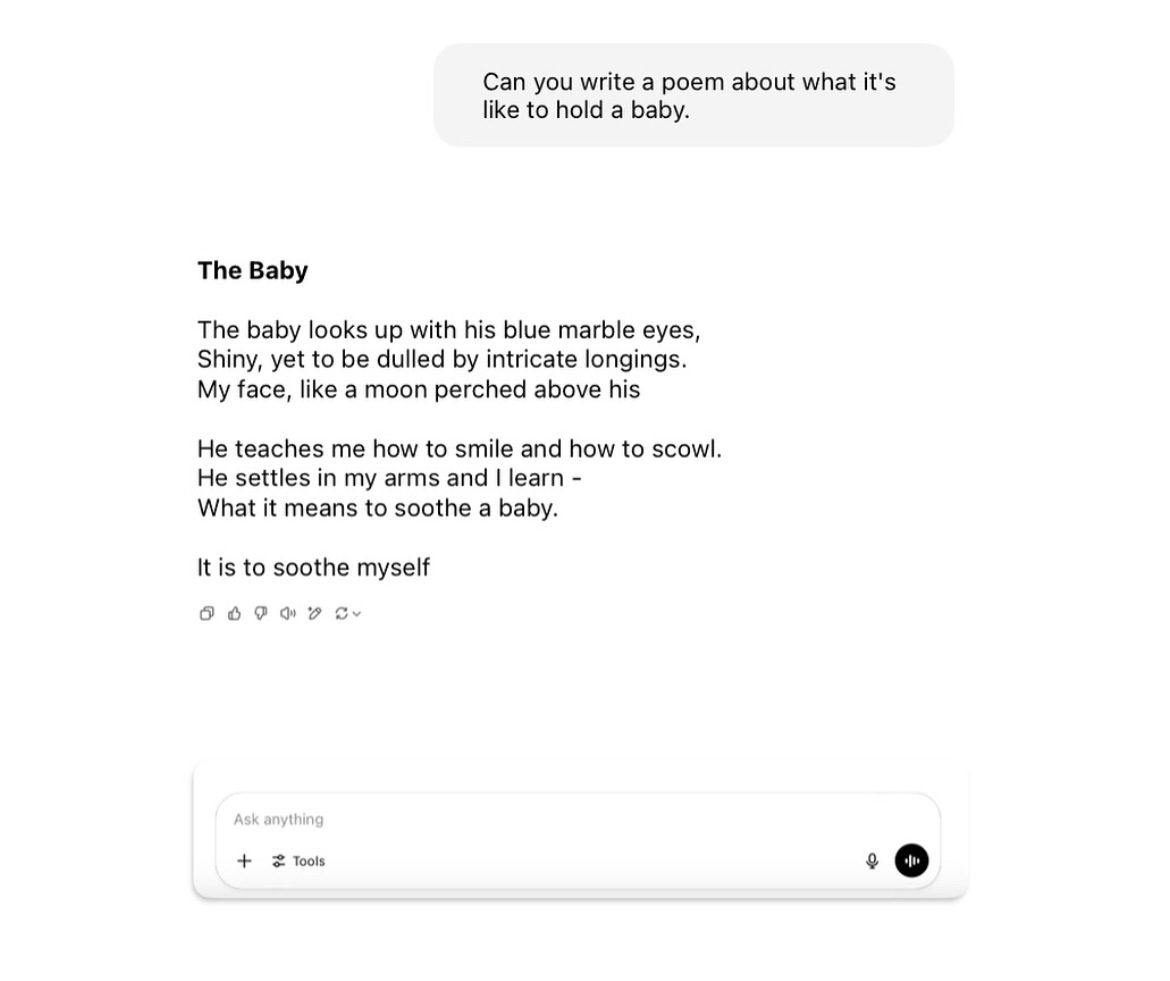 Can you write a poem about what it's
like to hold a baby.
The Baby
The baby looks up with his blue marble eyes,
Shiny, yet to be dulled by intricate longings.
My face, like a moon perched above his
He teaches me how to smile and how to scowl.
He settles in my arms and I learn -
What it means to soothe a baby.
It is to soothe myself
Ask anything
Tools